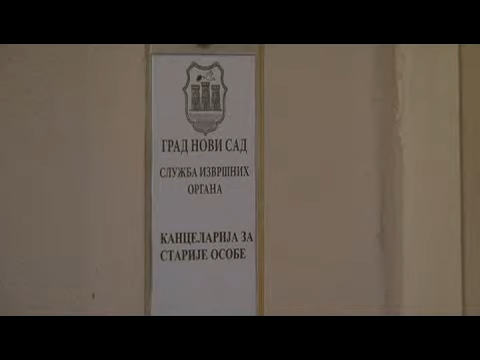 ГРАД НОВИ САД
СЛУЖБА ИЗВРШНИХ
ОРГАНА
КАНЦЕЛАРИЈА ЗА
СТАРИЈЕ ОСОБЕ